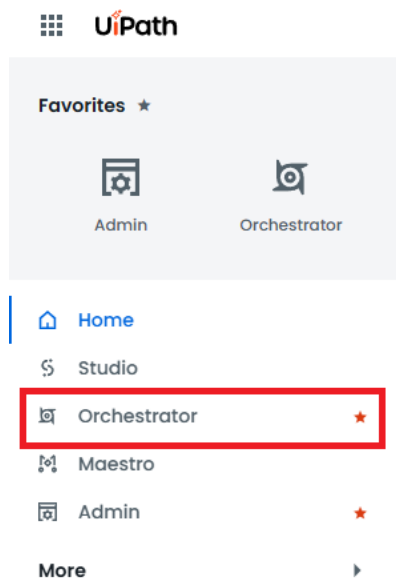 UiPath
Favorites
Admin Orchestrator
Home
Studio
Orchestrator
Maestro
Admin
More